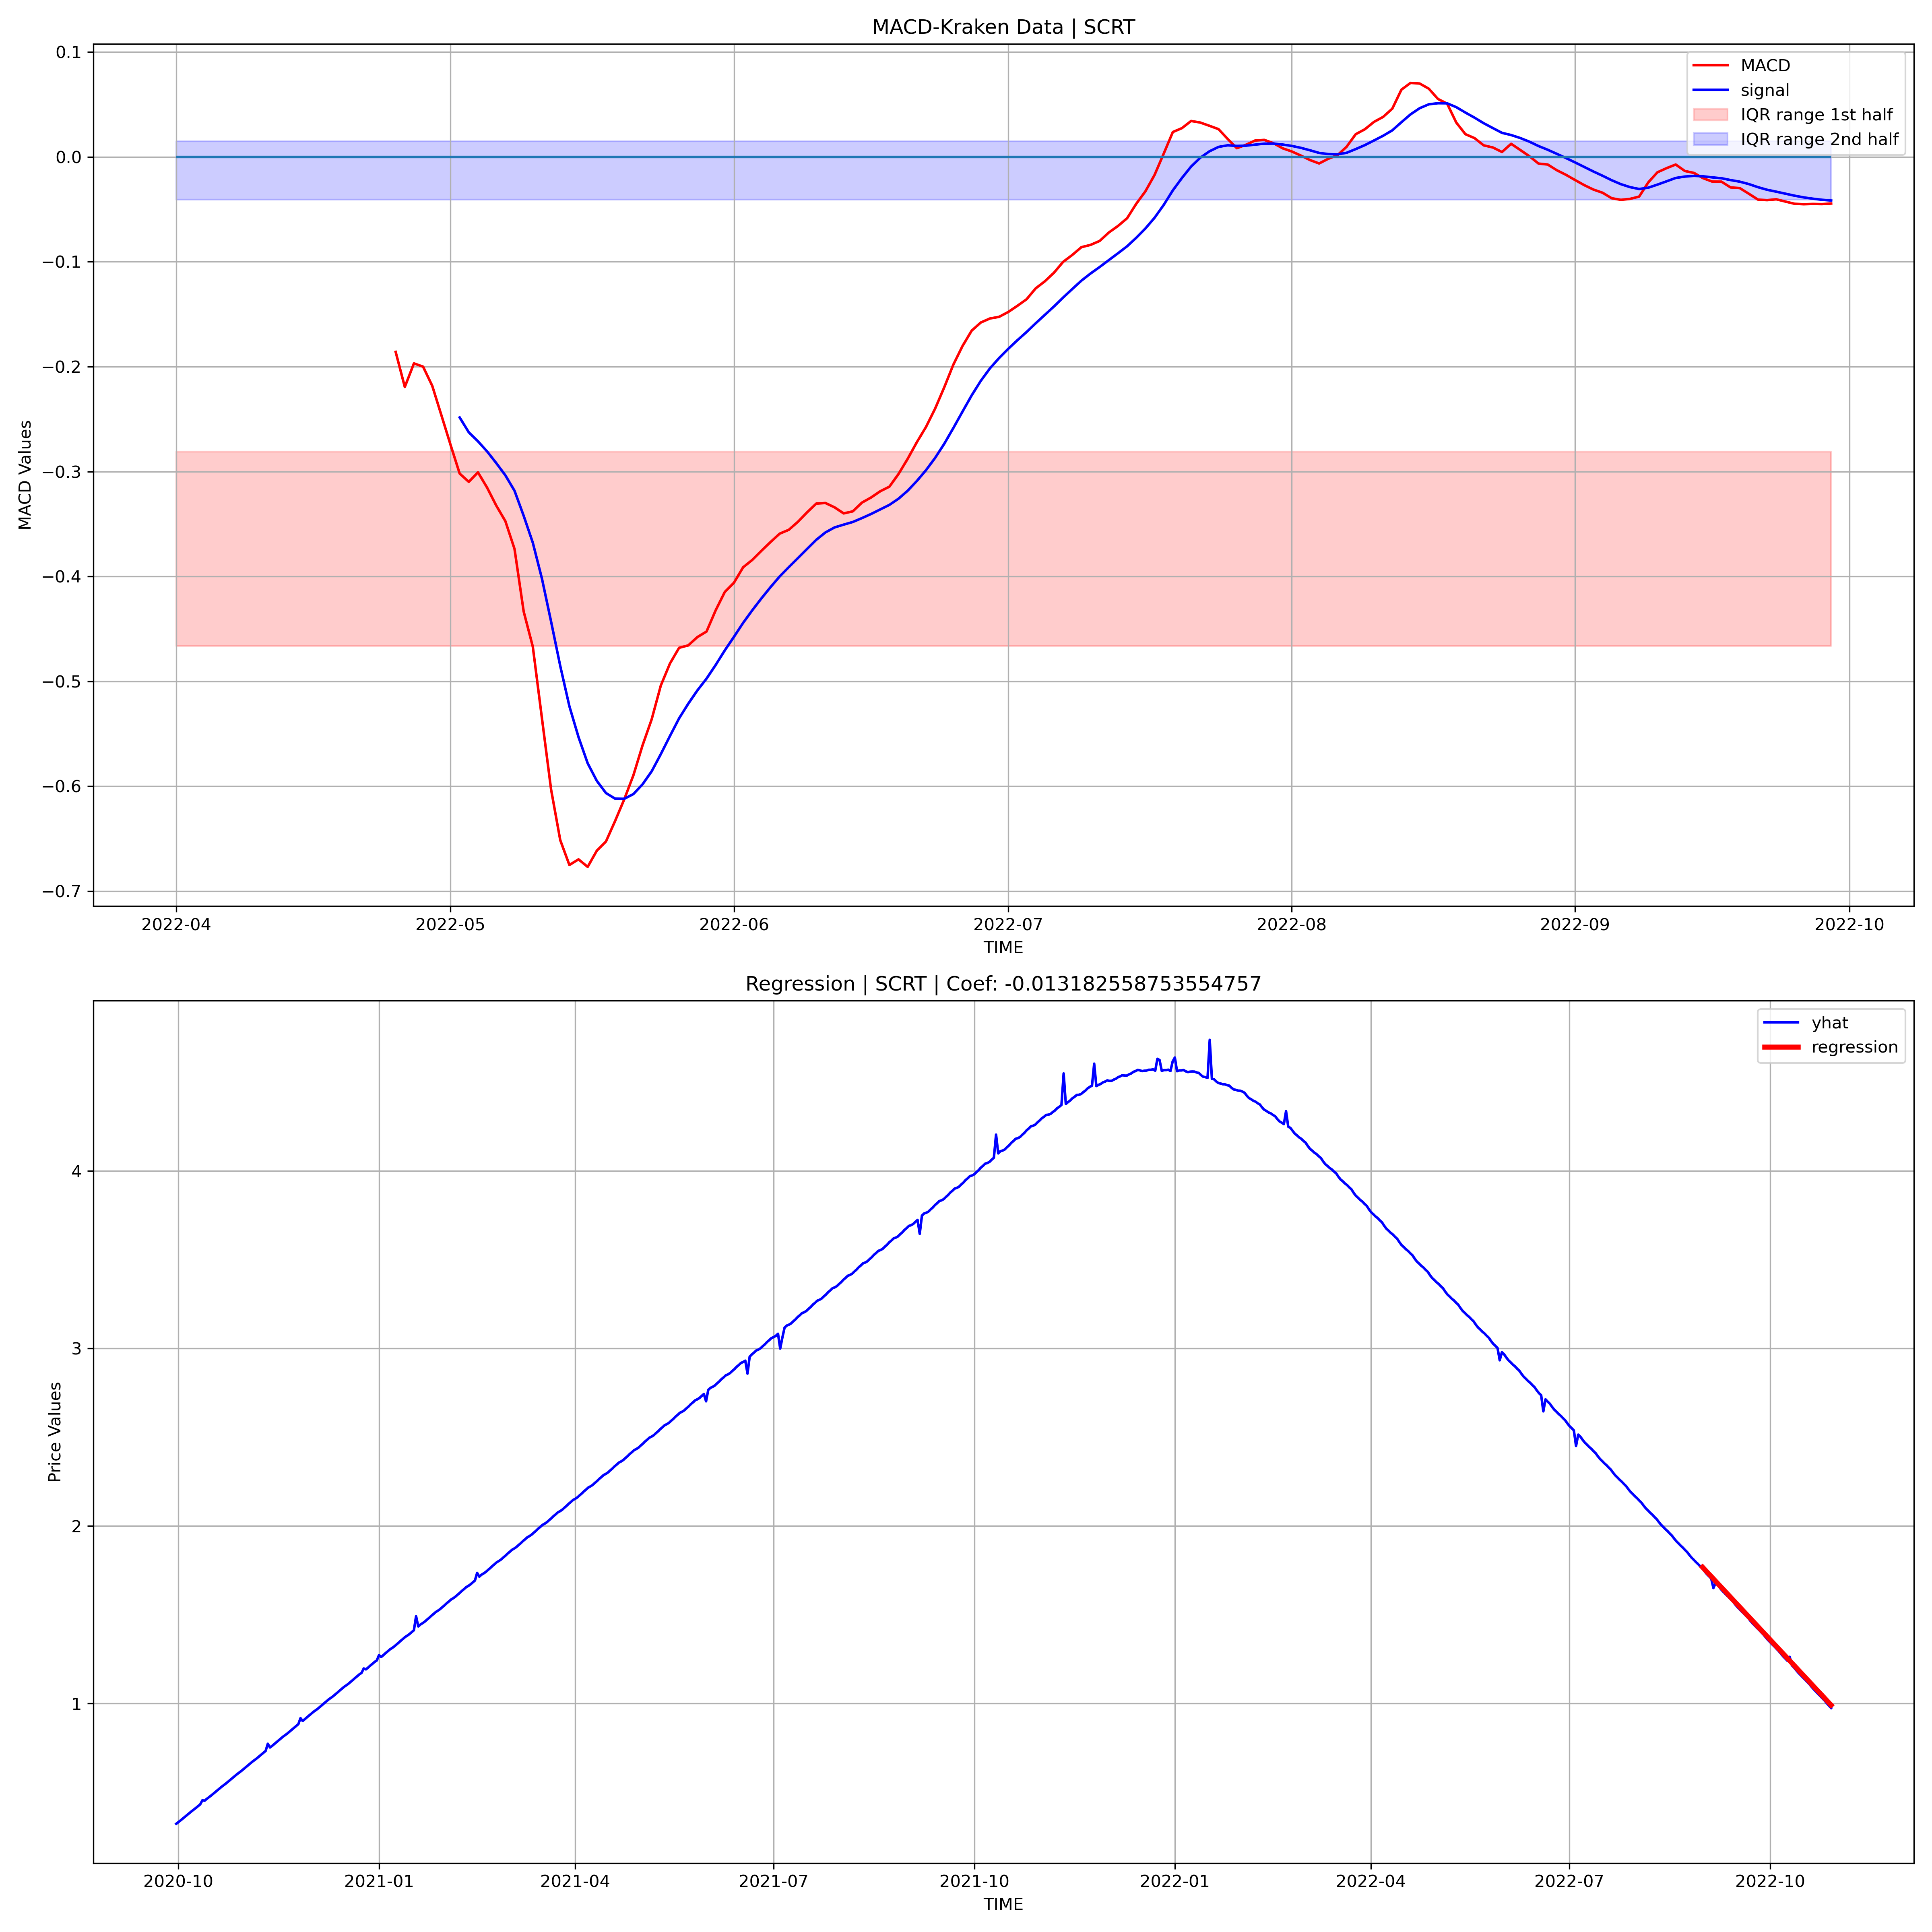 MACD-Kraken Data | SCRT
MACD Values
0.1
0.0
−0.1
−0.2
−0.3
−0.4
−0.5
−0.6
−0.7
MACD
signal
IQR range 1st half
IQR range 2nd half
2022-04 2022-05 2022-06 2022-07 2022-08 2022-09 2022-10
TIME
Regression | SCRT | Coef: -0.013182558753554757
Price Values
4
3
2
1
yhat
regression
2020-10 2021-01 2021-04 2021-07 2021-10 2022-01 2022-04 2022-07 2022-10
TIME